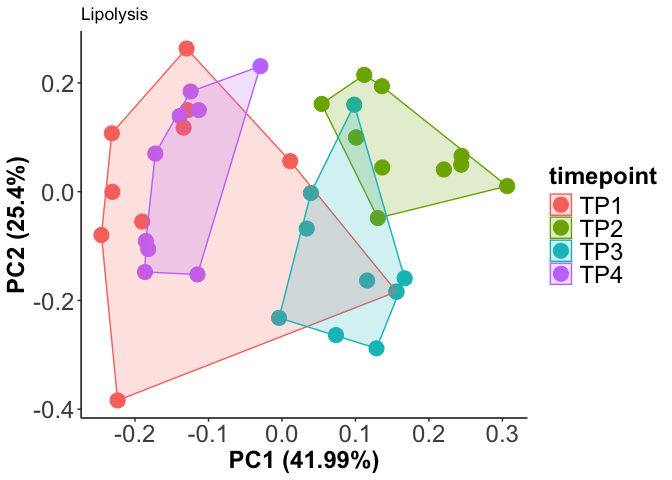 Lipolysis
PC2 (25.4%)
0.2
0.0
-0.2
-0.4
-0.2
-0.1
0.0
0.1
0.2
0.3
PC1 (41.99%)
timepoint
TP1
TP2
TP3
TP4